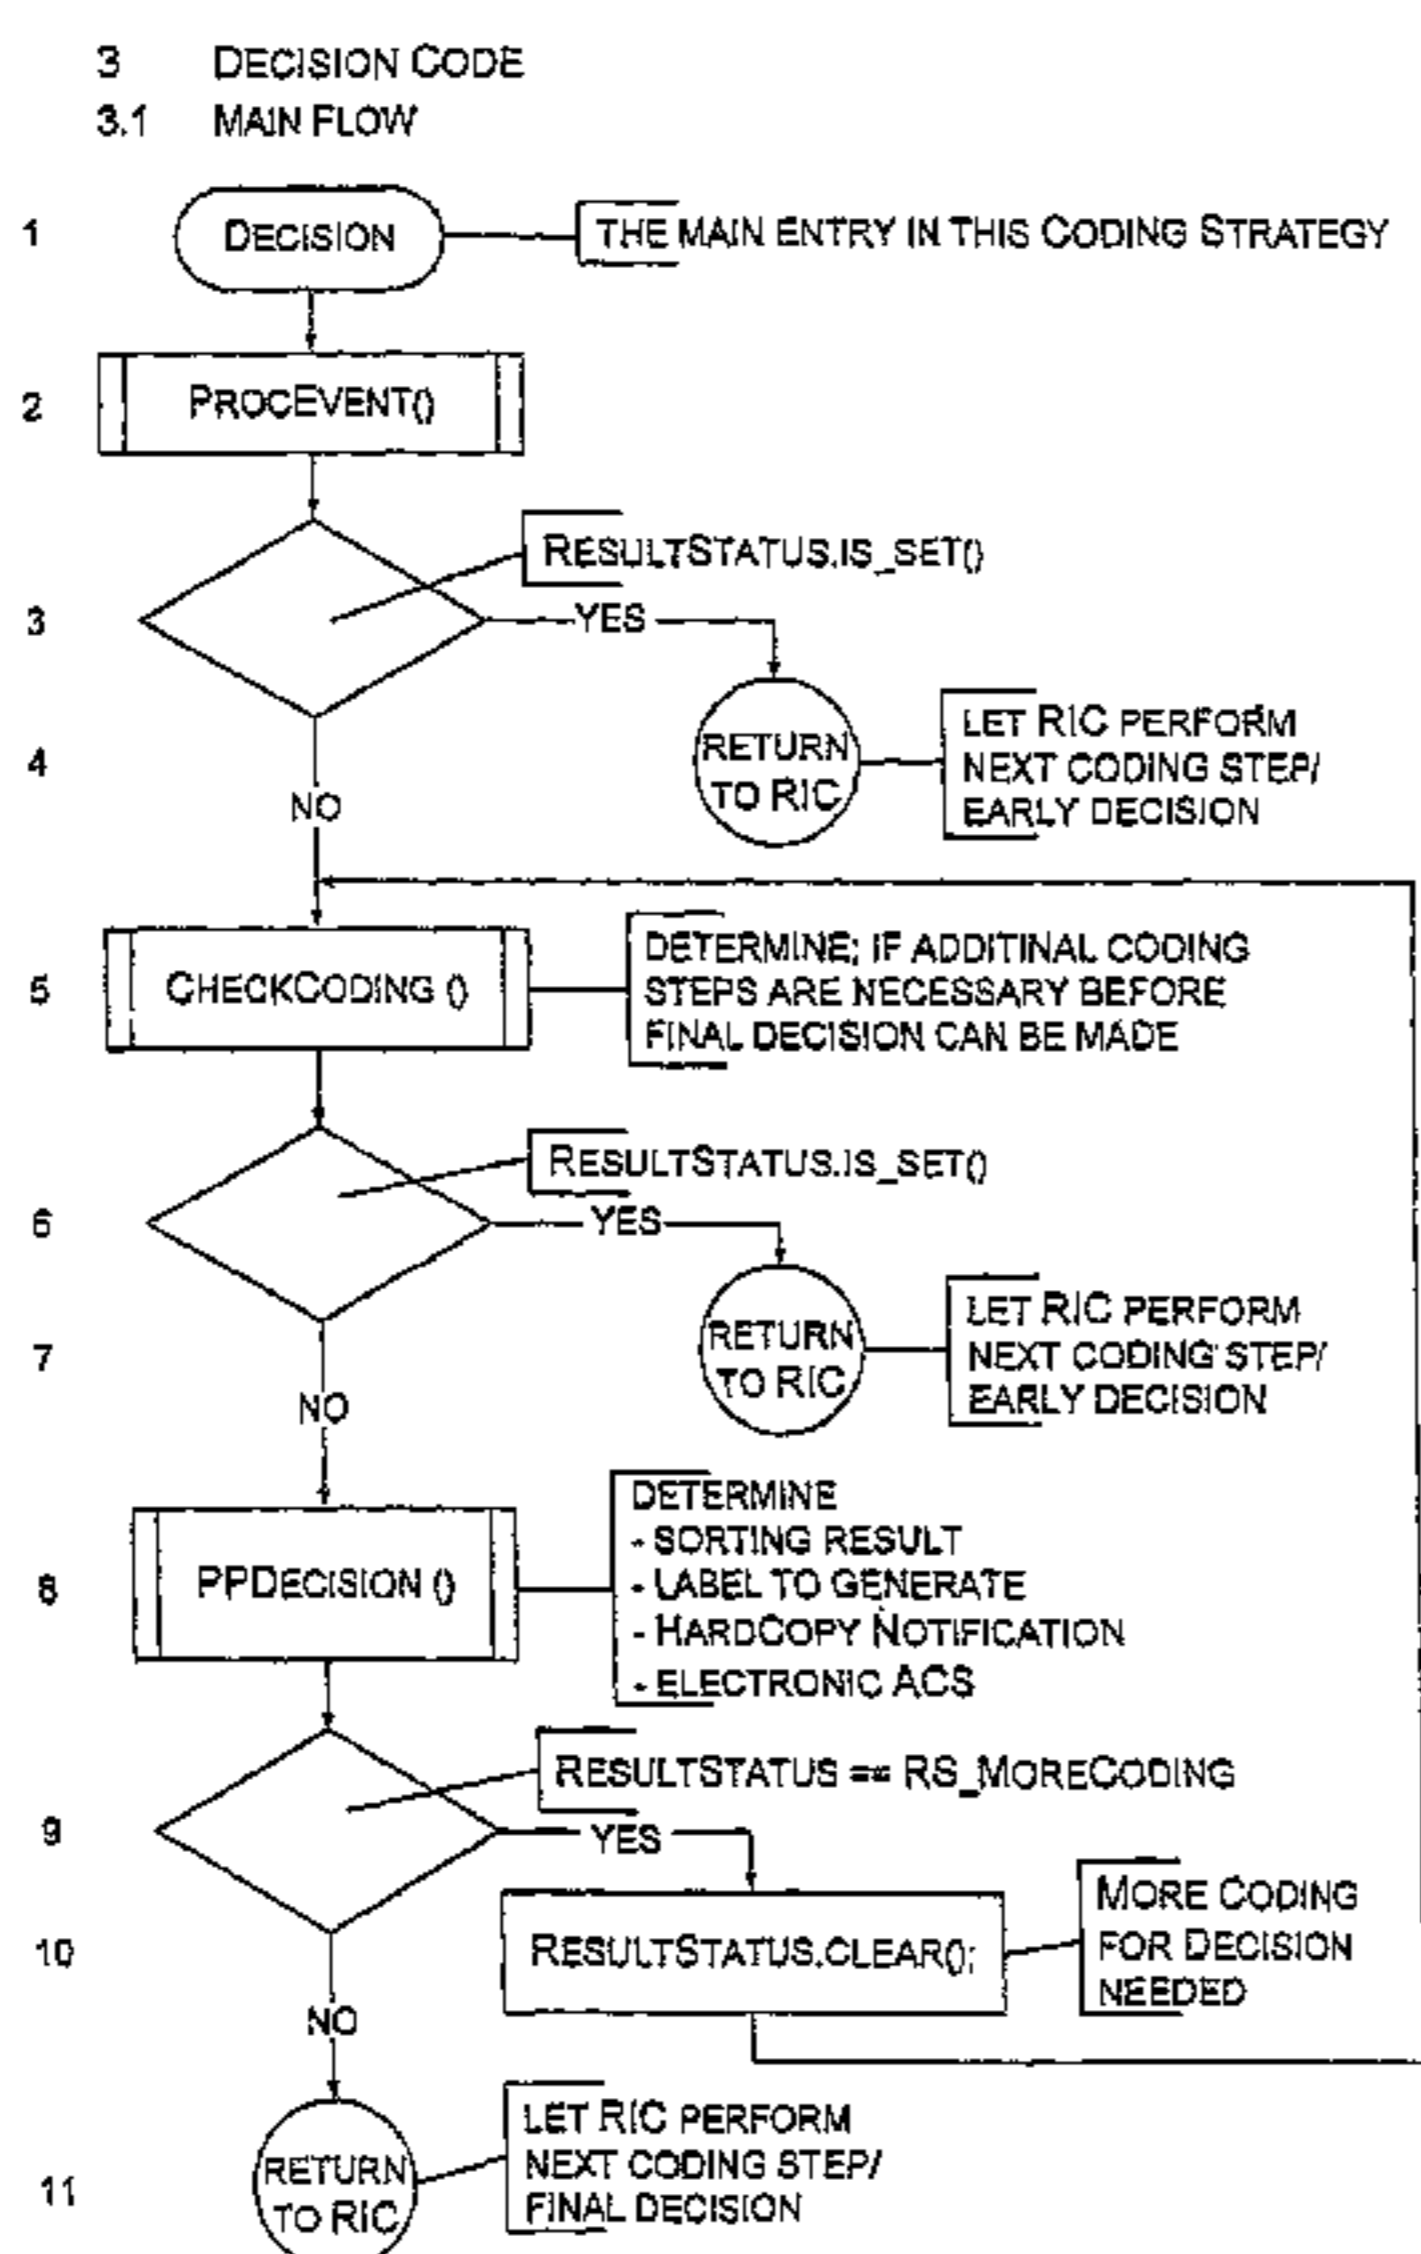 3 DECISION CODE
3.1 MAIN FLOW
1 DECISION THE MAIN ENTRY IN THIS CODING STRATEGY
2 PROCEVENT()
RESULTSTATUS.IS_SET()
3 YES
4 RETURN TO RIC
LET RIC PERFORM
NEXT CODING STEP/
EARLY DECISION
NO
5 CHECKCODING ()
DETERMINE; IF ADDITINAL CODING
STEPS ARE NECESSARY BEFORE
FINAL DECISION CAN BE MADE
RESULTSTATUS.IS_SET()
6 YES
7 RETURN TO RIC
LET RIC PERFORM
NEXT CODING STEP/
EARLY DECISION
NO
8 PPDECISION ()
DETERMINE
- SORTING RESULT
- LABEL TO GENERATE
- HARDCOPY NOTIFICATION
- ELECTRONIC ACS
RESULTSTATUS == RS_MORECODING
9 YES
10 RESULTSTATUS.CLEAR();
MORE CODING
FOR DECISION
NEEDED
NO
11 RETURN TO RIC
LET RIC PERFORM
NEXT CODING STEP/
FINAL DECISION